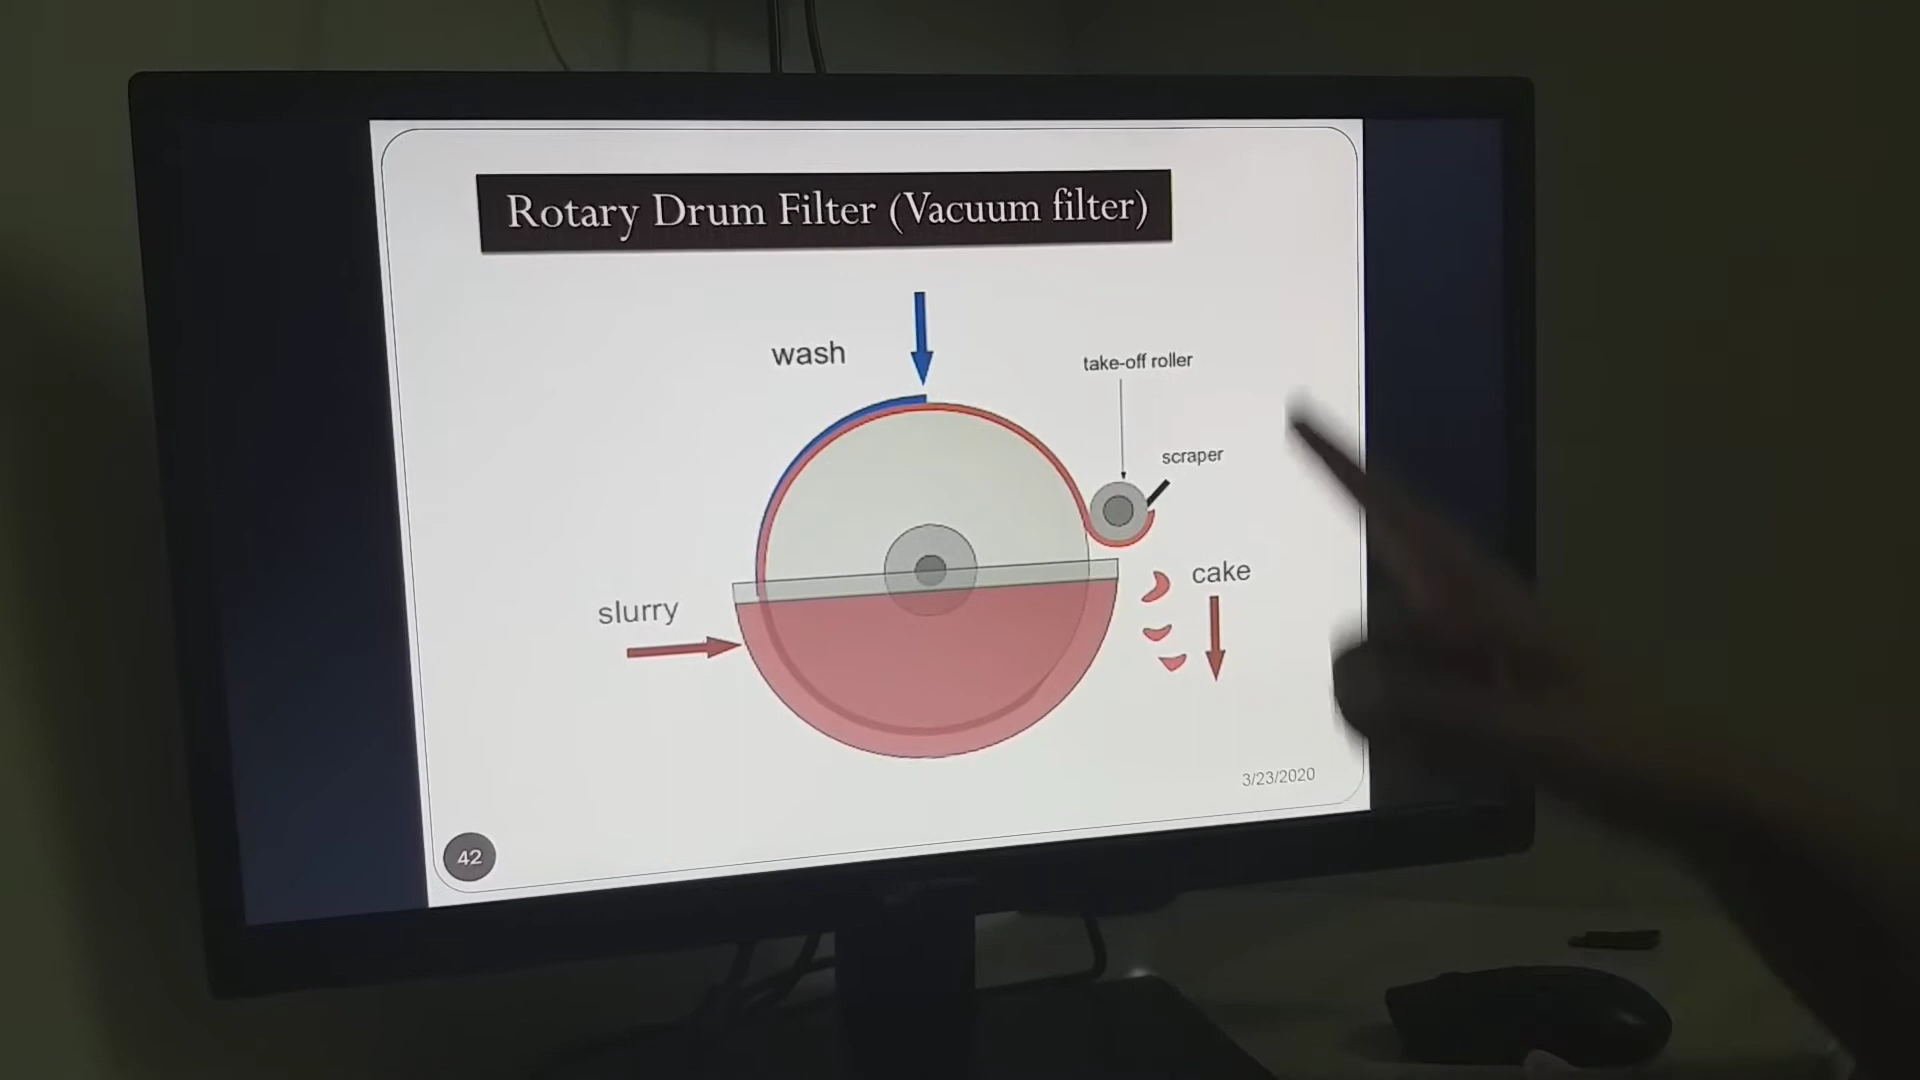 Rotary Drum Filter (Vacuum filter)
wash
take-off roller
scraper
slurry
cake
3/23/2020
42